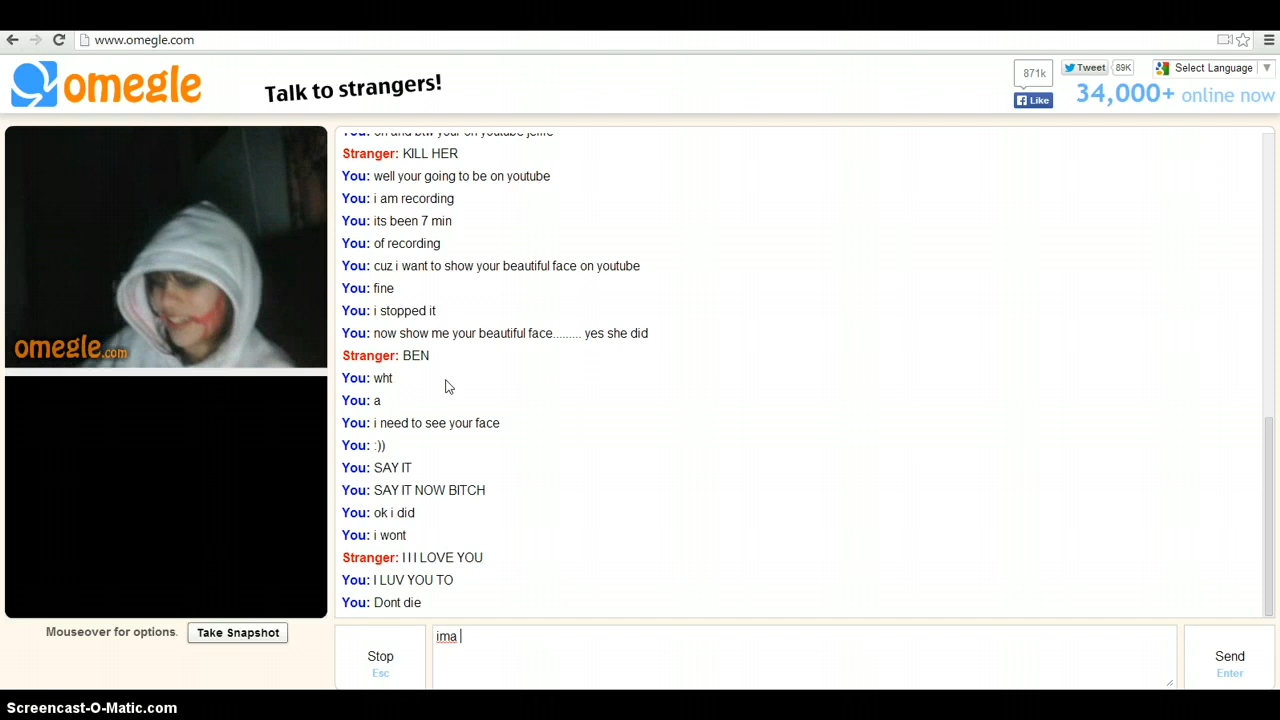 www.omegle.com
omegle
Talk to strangers!
871k
Like
Tweet
89K
Select Language
34,000+ online now
Stranger: KILL HER
You: well your going to be on youtube
You: i am recording
You: its been 7 min
You: of recording
You: cuz i want to show your beautiful face on youtube
You: fine
You: i stopped it
You: now show me your beautiful face......... yes she did
Stranger: BEN
You: wht
You: a
You: i need to see your face
You: :))
You: SAY IT
You: SAY IT NOW BITCH
You: ok i did
You: i wont
Stranger: I I I LOVE YOU
You: I LUV YOU TO
You: Dont die
omegle.com
Mouseover for options.
Take Snapshot
Stop
Esc
ima
Send
Enter
Screencast-O-Matic.com